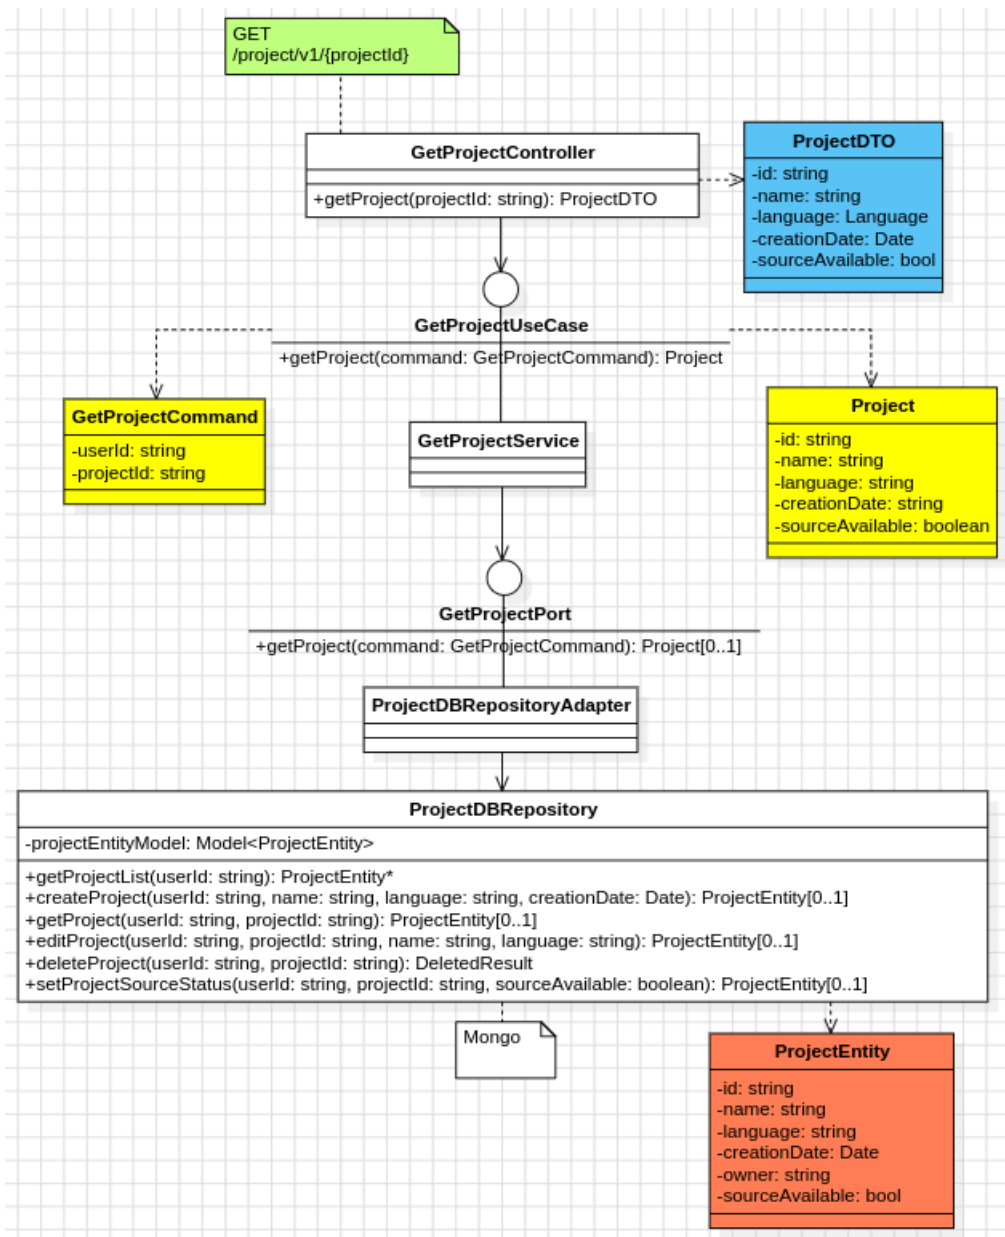 GET
/project/v1/{projectId}
GetProjectController
+getProject(projectId: string): ProjectDTO
ProjectDTO
-id: string
-name: string
-language: Language
-creationDate: Date
-sourceAvailable: bool
GetProjectUseCase
+getProject(command: GetProjectCommand): Project
GetProjectCommand
-userId: string
-projectId: string
GetProjectService
Project
-id: string
-name: string
-language: string
-creationDate: string
-sourceAvailable: boolean
GetProjectPort
+getProject(command: GetProjectCommand): Project[0..1]
ProjectDBRepositoryAdapter
ProjectDBRepository
-projectEntityModel: Model<ProjectEntity>
+getProjectList(userId: string): ProjectEntity*
+createProject(userId: string, name: string, language: string, creationDate: Date): ProjectEntity[0..1]
+getProject(userId: string, projectId: string): ProjectEntity[0..1]
+editProject(userId: string, projectId: string, name: string, language: string): ProjectEntity[0..1]
+deleteProject(userId: string, projectId: string): DeletedResult
+setProjectSourceStatus(userId: string, projectId: string, sourceAvailable: boolean): ProjectEntity[0..1]
Mongo
ProjectEntity
-id: string
-name: string
-language: string
-creationDate: Date
-owner: string
-sourceAvailable: bool